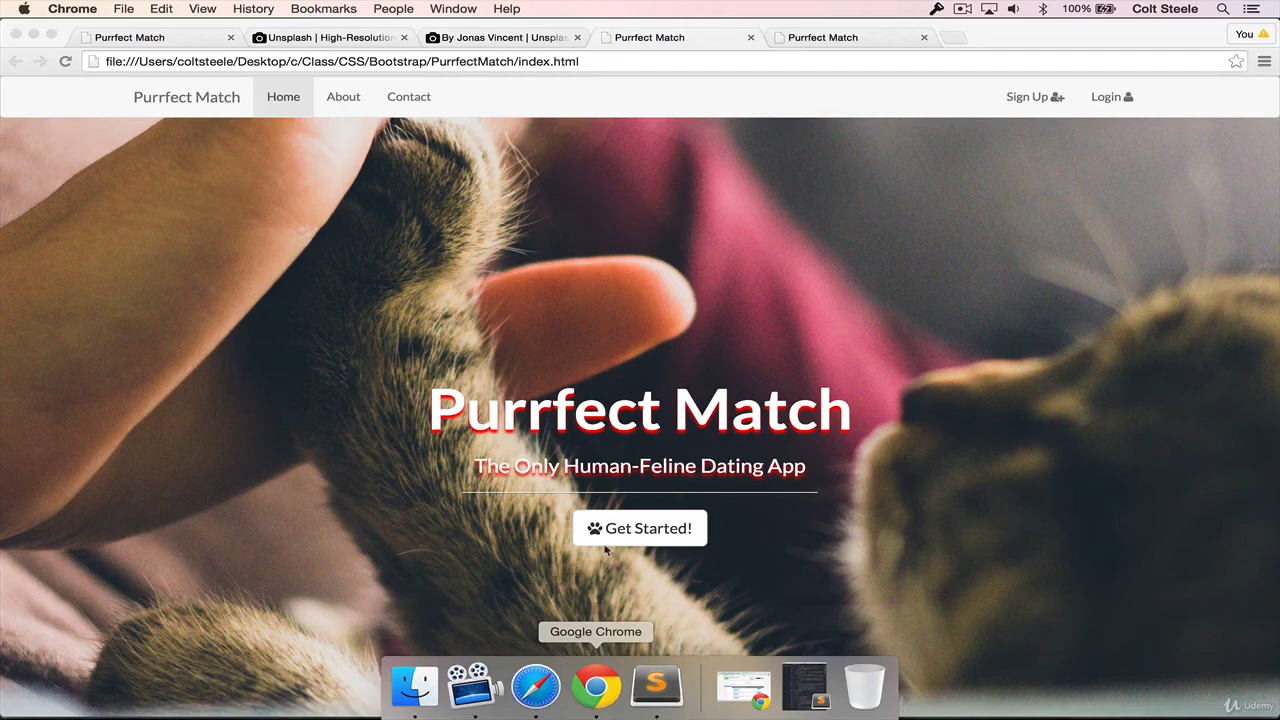 Chrome File Edit View History Bookmarks People Window Help 100% Colt Steele
Purrfect Match Unsplash | High-Resolution By Jonas Vincent | Unspla Purrfect Match Purrfect Match You
file:///Users/coltsteele/Desktop/c/Class/CSS/Bootstrap/PurrfectMatch/index.html
Purrfect Match Home About Contact Sign Up Login
Purrfect Match
The Only Human-Feline Dating App
Get Started!
Google Chrome
S
Udemy